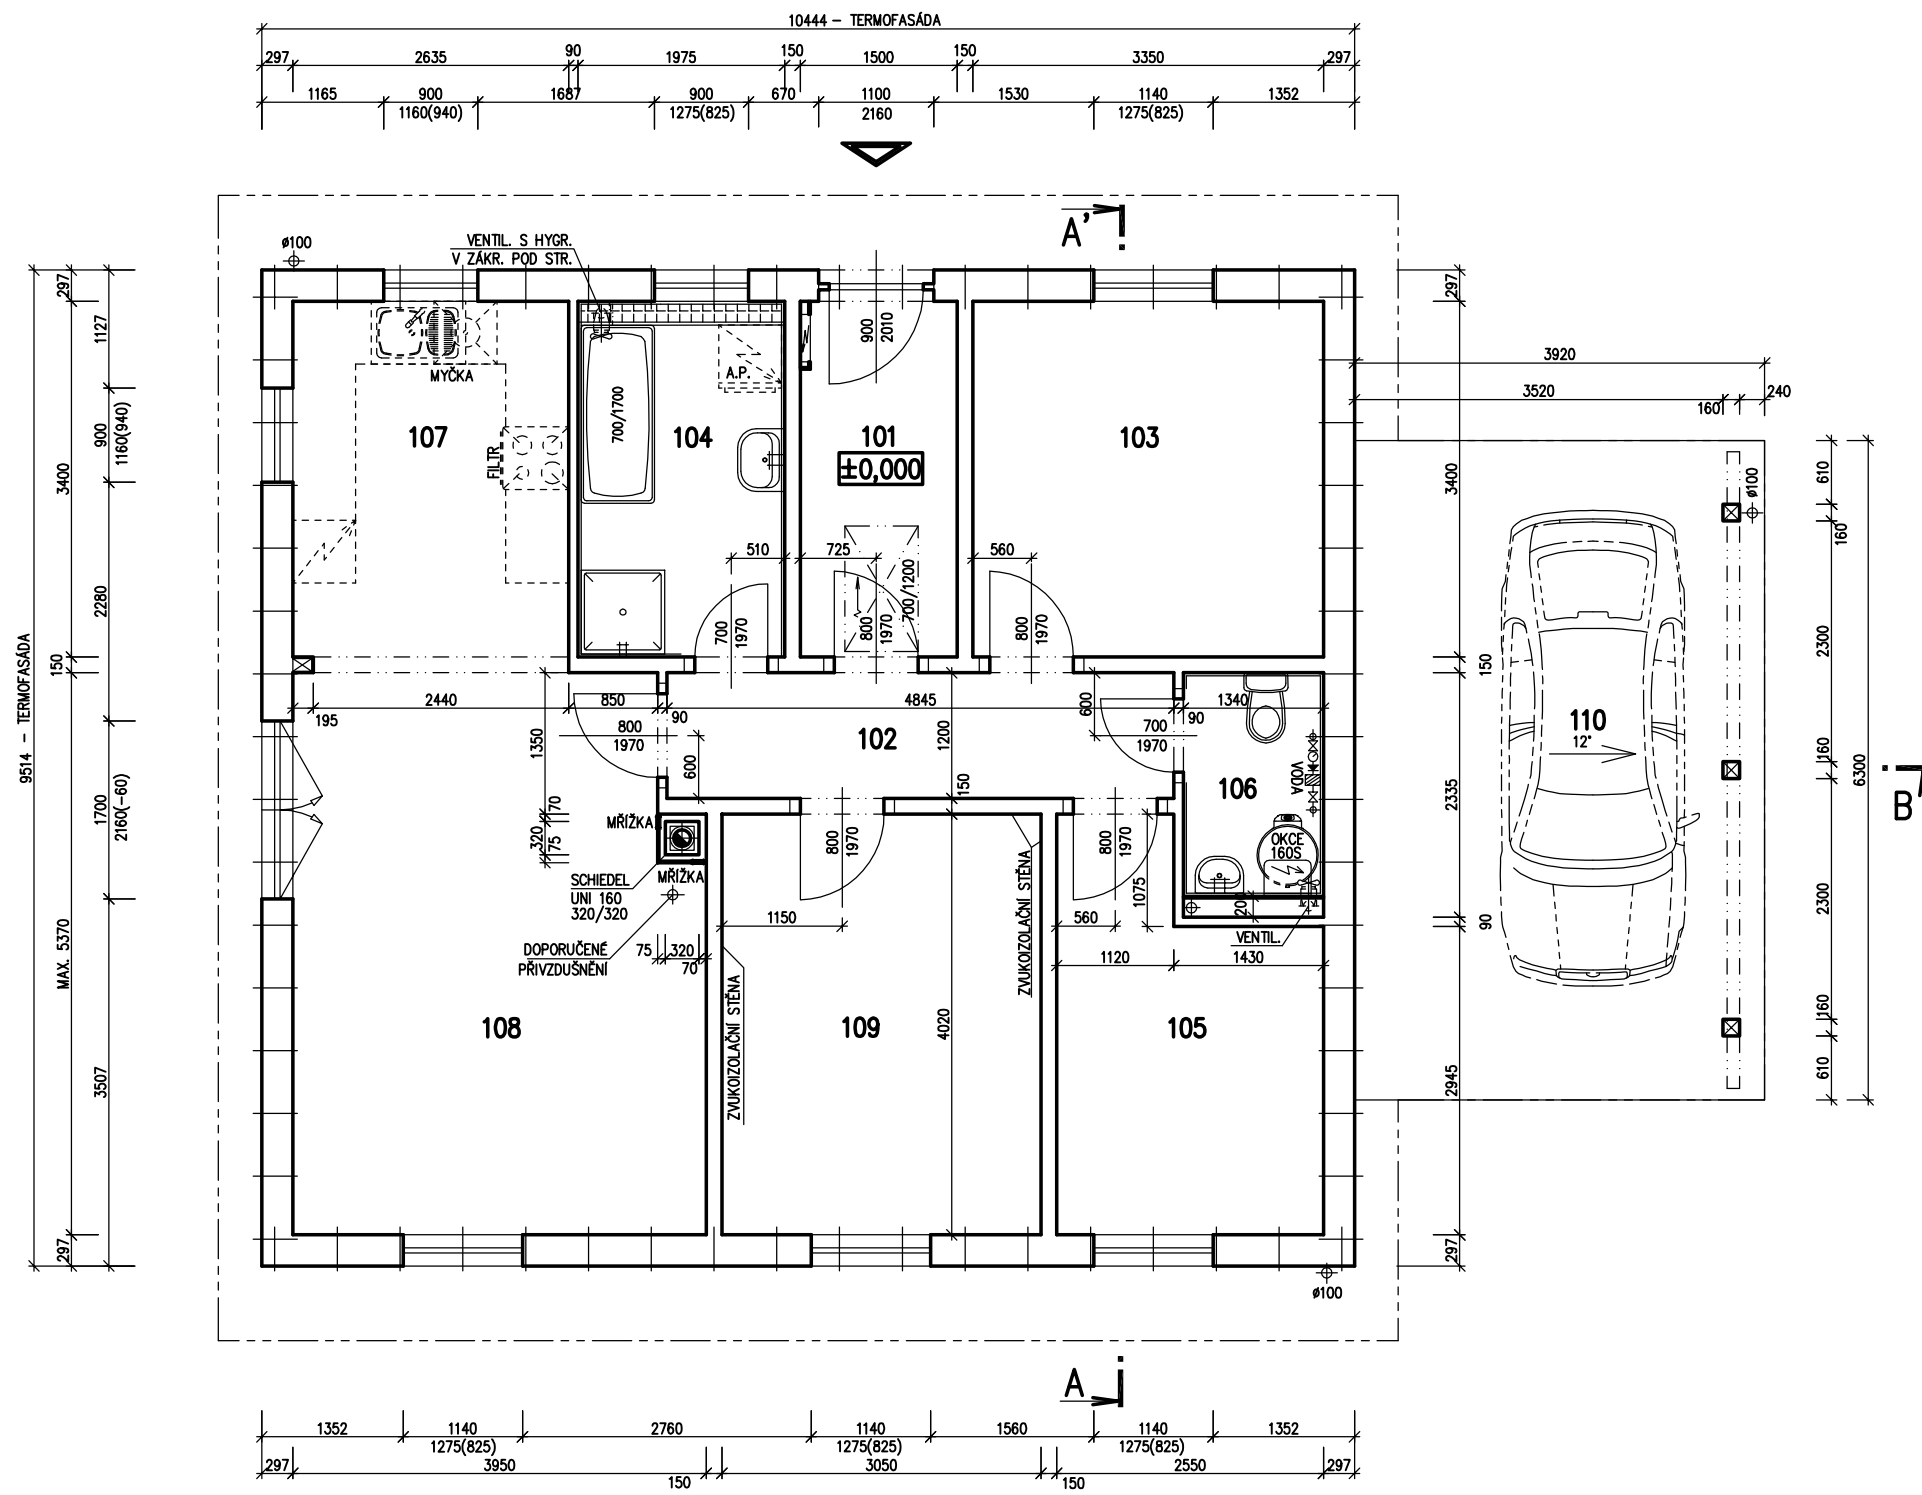 10444 – TERMOFASÁDA
297 2635 90 1975 150 1500 150 3350 297
1165 900 1687 900 670 1100 1530 1140 1352
1160(940) 1275(825) 2160 1275(825)
A'
ø100
VENTIL. S HYGR.
V ZÁKR. POD STR.
9514 – TERMOFASÁDA
297
3400
150
MAX. 5370
297
1127
900
1160(940)
2280
1700
2160(-60)
3507
MYČKA
107
FILTR
700/1700
A.P.
104
510
700
1970
900
2010
101
±0,000
725
700/1200
800
1970
103
560
800
1970
2440 850 4845 1340
195 90 90
1350
800
1970
600
102
1200
150
600
700
1970
106
VODA
OKCE
160S
200
VENTIL.
70
320
75
MŘÍŽKA
MŘÍŽKA
SCHIEDEL
UNI 160
320/320
DOPORUČENÉ
PŘIVZDUŠNĚNÍ
75 320
70
800
1970
1150
ZVUKOIZOLAČNÍ STĚNA
ZVUKOIZOLAČNÍ STĚNA
4020
800
1970
1075
560
1120 1430
108
109
105
297
3400
150
2335
90
2945
297
3920
3520 240
160
ø100
110
12°
610
160
2300
160
2300
160
610
6300
B
ø100
A
1352 1140 2760 1140 1560 1140 1352
1275(825) 1275(825) 1275(825)
297 3950 150 3050 150 2550 297